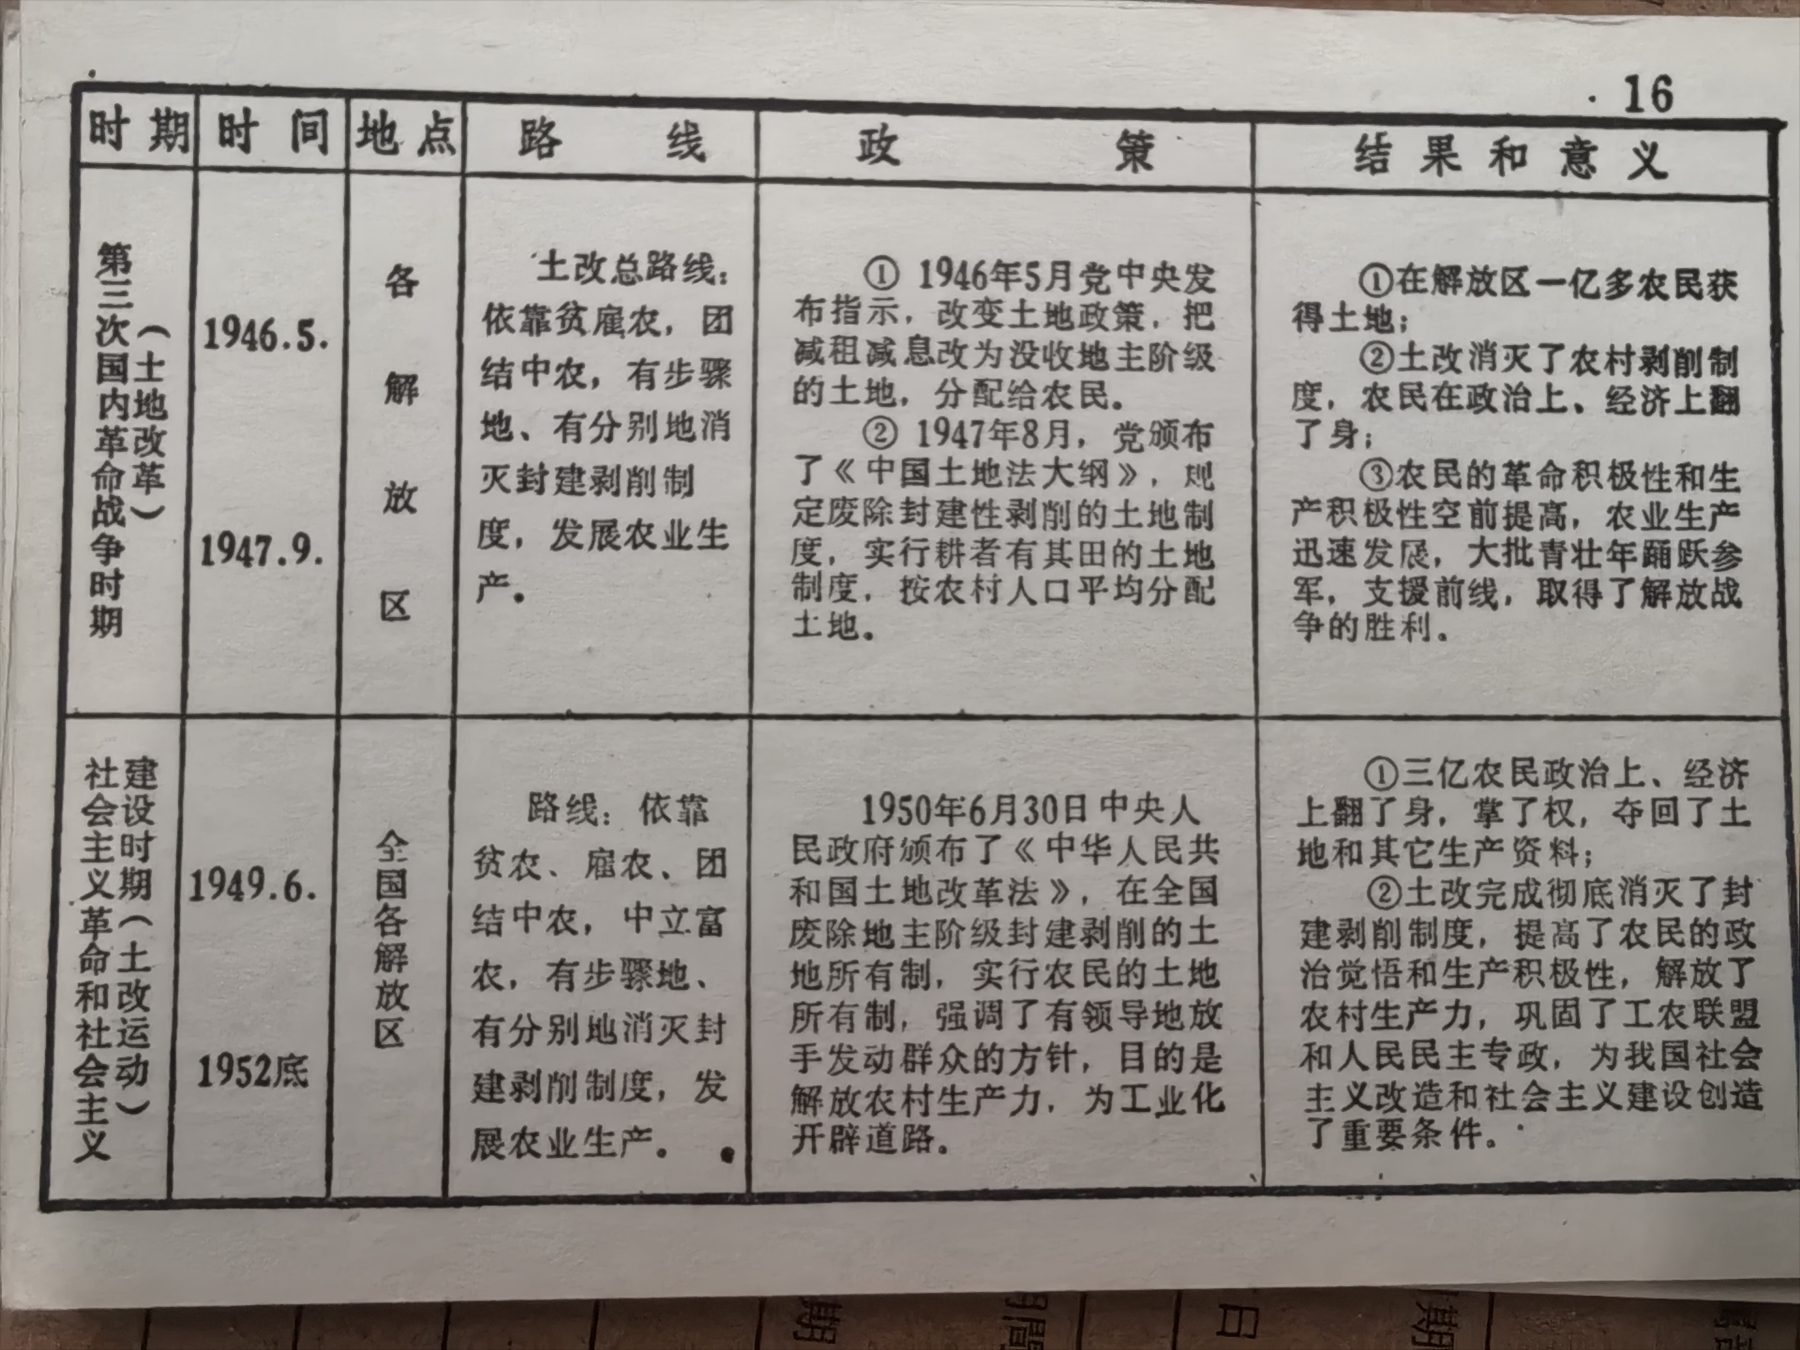 16
时期 时间 地点 路线 政策 结果和意义
第三次国内革命战争时期
（土地改革）
1946.5.
1947.9.
各解放区
土改总路线：
依靠贫雇农，团
结中农，有步骤
地、有分别地消
灭封建剥削制
度，发展农业生
产。
① 1946年5月党中央发
布指示，改变土地政策，把
减租减息改为没收地主阶级
的土地，分配给农民。
② 1947年8月，党颁布
了《中国土地法大纲》，规
定废除封建性剥削的土地制
度，实行耕者有其田的土地
制度，按农村人口平均分配
土地。
①在解放区一亿多农民获
得土地；
②土改消灭了农村剥削制
度，农民在政治上、经济上翻
了身；
③农民的革命积极性和生
产积极性空前提高，农业生产
迅速发展，大批青壮年踊跃参
军，支援前线，取得了解放战
争的胜利。
社会主义革命和社会主义
建设时期（土改运动）
1949.6.
1952底
全国各解放区
路线：依靠
贫农、雇农、团
结中农，中立富
农，有步骤地、
有分别地消灭封
建剥削制度，发
展农业生产。
1950年6月30日中央人
民政府颁布了《中华人民共
和国土地改革法》，在全国
废除地主阶级封建剥削的土
地所有制，实行农民的土地
所有制，强调了有领导地放
手发动群众的方针，目的是
解放农村生产力，为工业化
开辟道路。
①三亿农民政治上、经济
上翻了身，掌了权，夺回了土
地和其它生产资料；
②土改完成彻底消灭了封
建剥削制度，提高了农民的政
治觉悟和生产积极性，解放了
农村生产力，巩固了工农联盟
和人民民主专政，为我国社会
主义改造和社会主义建设创造
了重要条件。
期
日
期